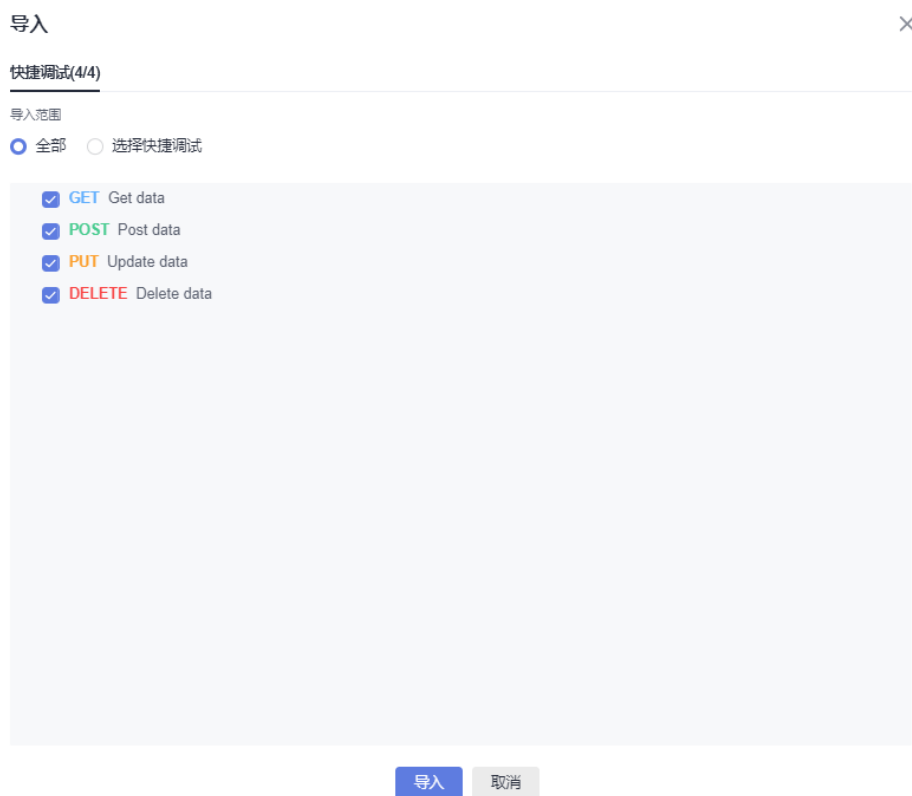 导入
快捷调试(4/4)
导入范围
全部 选择快捷调试
GET Get data
POST Post data
PUT Update data
DELETE Delete data
导入 取消